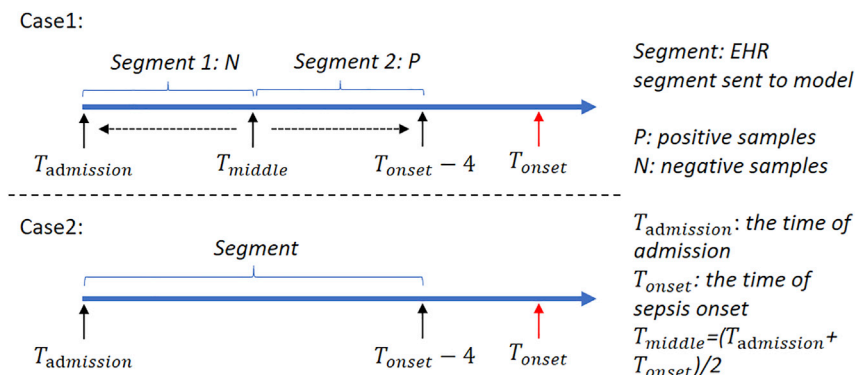 Case1:
Segment 1: N
Segment 2: P
T_admission
T_middle
T_onset − 4
T_onset
Segment: EHR
segment sent to model
P: positive samples
N: negative samples
Case2:
Segment
T_admission
T_onset − 4
T_onset
T_admission: the time of
admission
T_onset: the time of
sepsis onset
T_middle=(T_admission+
T_onset)/2